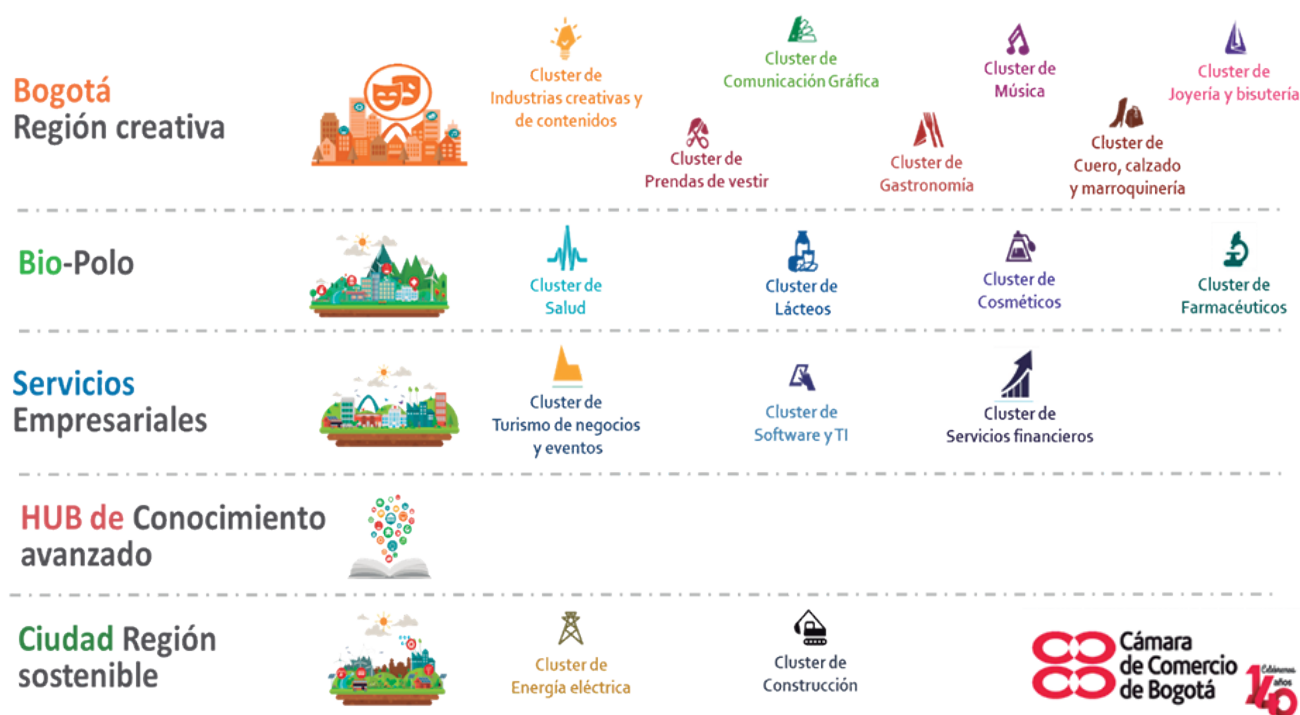 Bogotá
Región creativa
Cluster de
Industrias creativas y
de contenidos
Cluster de
Comunicación Gráfica
Cluster de
Música
Cluster de
Joyería y bisutería
Cluster de
Prendas de vestir
Cluster de
Gastronomía
Cluster de
Cuero, calzado
y marroquinería
Bio-Polo
Cluster de
Salud
Cluster de
Lácteos
Cluster de
Cosméticos
Cluster de
Farmacéuticos
Servicios
Empresariales
Cluster de
Turismo de negocios
y eventos
Cluster de
Software y TI
Cluster de
Servicios financieros
HUB de Conocimiento
avanzado
Ciudad Región
sostenible
Cluster de
Energía eléctrica
Cluster de
Construcción
Cámara
de Comercio
de Bogotá
Celebramos
140 años